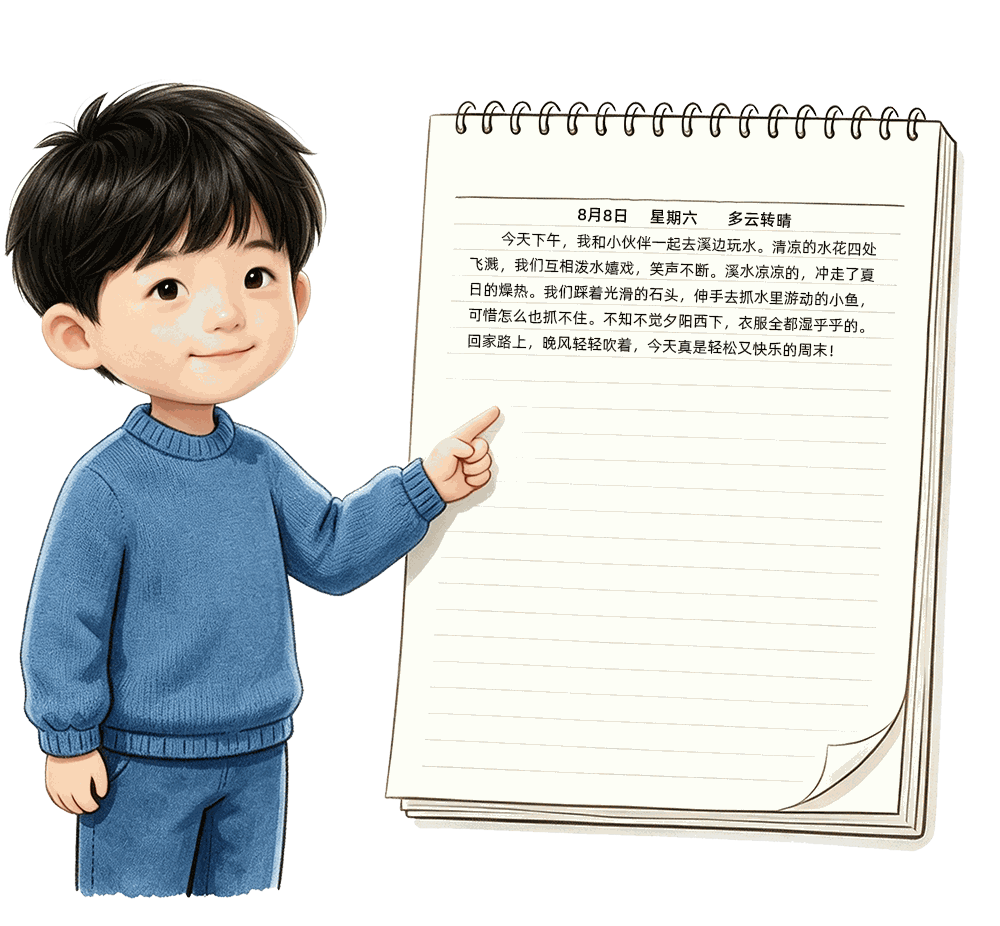 8月8日 星期六 多云转晴
今天下午，我和小伙伴一起去溪边玩水。清凉的水花四处
飞溅，我们互相泼水嬉戏，笑声不断。溪水凉凉的，冲走了夏
日的燥热。我们踩着光滑的石头，伸手去抓水里游动的小鱼，
可惜怎么也抓不住。不知不觉夕阳西下，衣服全都湿乎乎的。
回家路上，晚风轻轻吹着，今天真是轻松又快乐的周末！